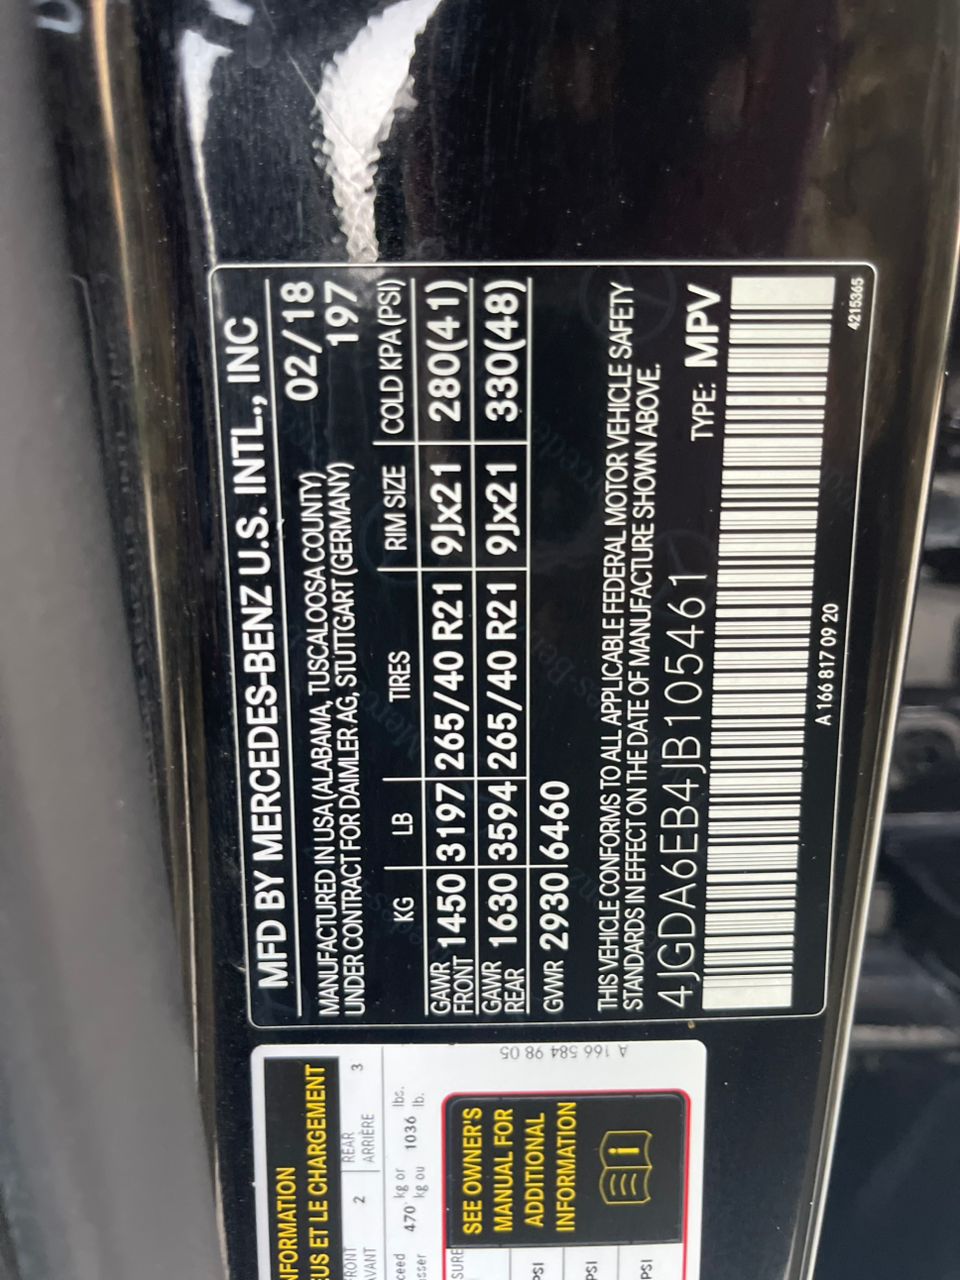 MFD BY MERCEDES-BENZ U.S. INTL., INC
MANUFACTURED IN USA (ALABAMA, TUSCALOOSA COUNTY) 02/18
UNDER CONTRACT FOR DAIMLER AG, STUTTGART (GERMANY) 197
KG LB TIRES RIM SIZE COLD KPA (PSI)
GAWR FRONT 1450 3197 265/40 R21 9Jx21 280(41)
GAWR REAR 1630 3594 265/40 R21 9Jx21 330(48)
GVWR 2930 6460
THIS VEHICLE CONFORMS TO ALL APPLICABLE FEDERAL MOTOR VEHICLE SAFETY
STANDARDS IN EFFECT ON THE DATE OF MANUFACTURE SHOWN ABOVE.
4JGDA6EB4JB105461 TYPE: MPV
A 166 817 09 20
4215365
NFORMATION
EUS ET LE CHARGEMENT
FRONT 2 REAR 3
AVANT ARRIÈRE
ceed 470 kg or 1036 lbs.
sser kg ou lb.
SURE
PSI
PSI
PSI
SEE OWNER'S
MANUAL FOR
ADDITIONAL
INFORMATION
A 166 584 98 05